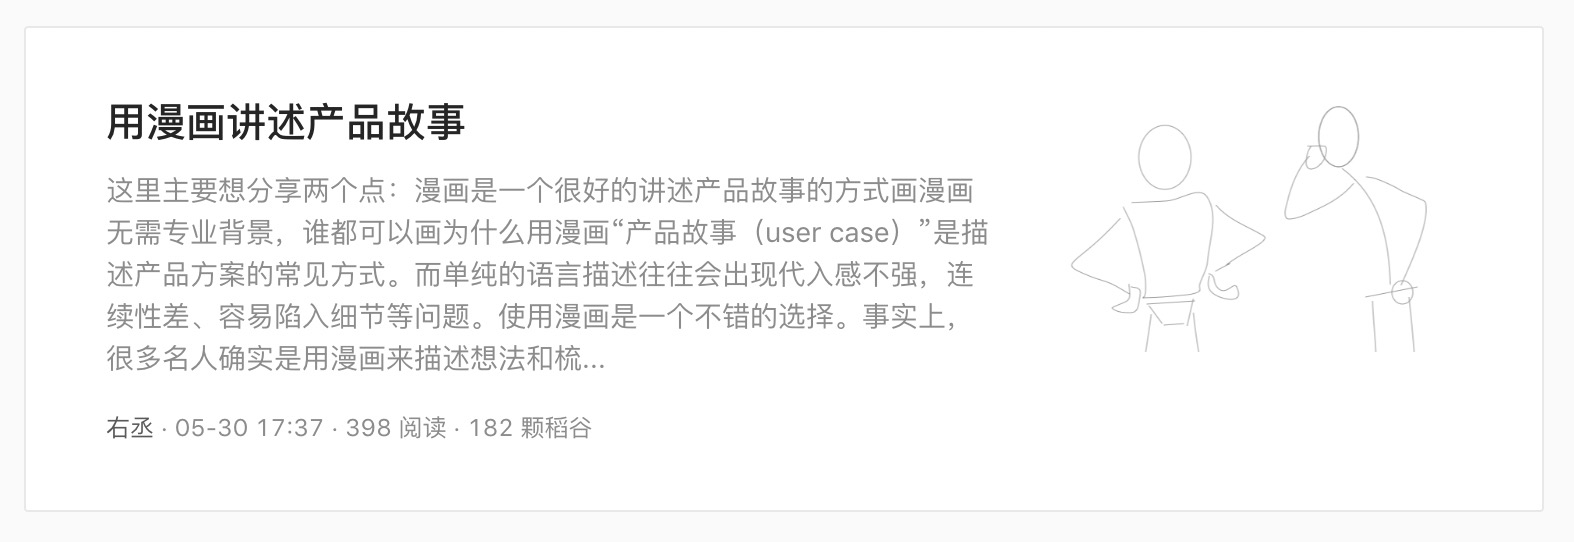 用漫画讲述产品故事
这里主要想分享两个点：漫画是一个很好的讲述产品故事的方式画漫画
无需专业背景，谁都可以画为什么用漫画“产品故事（user case）”是描
述产品方案的常见方式。而单纯的语言描述往往会出现代入感不强，连
续性差、容易陷入细节等问题。使用漫画是一个不错的选择。事实上，
很多名人确实是用漫画来描述想法和梳...
右丞 · 05-30 17:37 · 398 阅读 · 182 颗稻谷